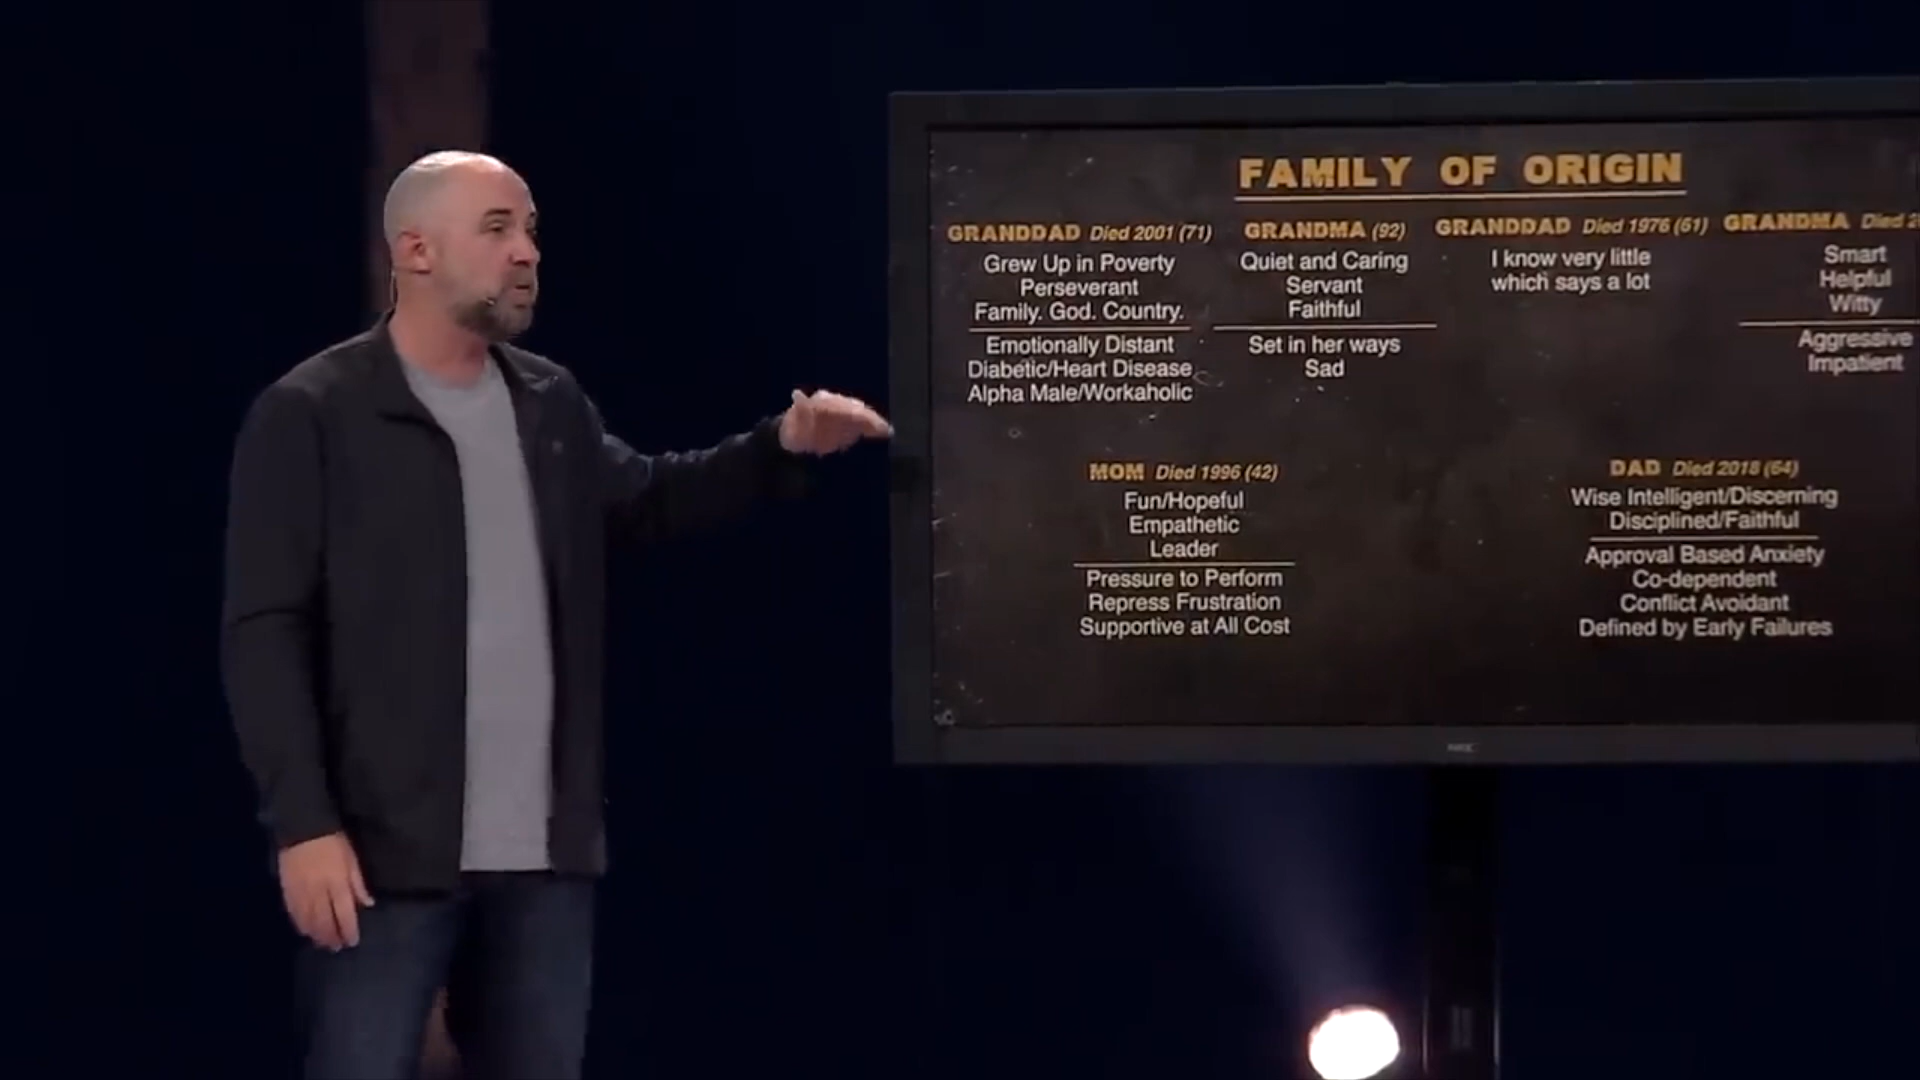 FAMILY OF ORIGIN
GRANDDAD Died 2001 (71)
Grew Up in Poverty
Perseverant
Family. God. Country.
Emotionally Distant
Diabetic/Heart Disease
Alpha Male/Workaholic
GRANDMA (92)
Quiet and Caring
Servant
Faithful
Set in her ways
Sad
GRANDDAD Died 1976 (61)
I know very little
which says a lot
GRANDMA Died
Smart
Helpful
Witty
Aggressive
Impatient
MOM Died 1996 (42)
Fun/Hopeful
Empathetic
Leader
Pressure to Perform
Repress Frustration
Supportive at All Cost
DAD Died 2018 (64)
Wise Intelligent/Discerning
Disciplined/Faithful
Approval Based Anxiety
Co-dependent
Conflict Avoidant
Defined by Early Failures
NEC